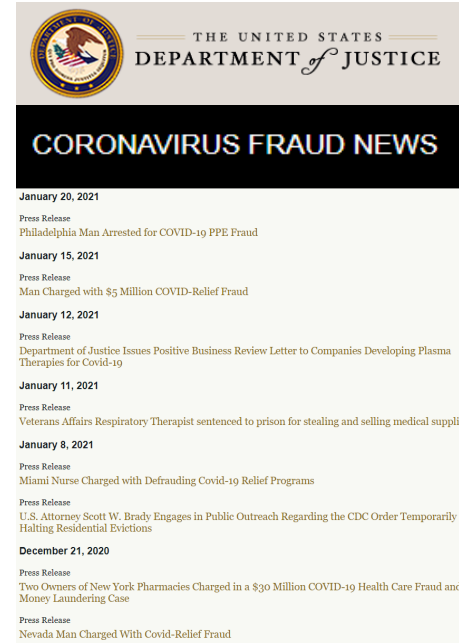 THE UNITED STATES
DEPARTMENT of JUSTICE
CORONAVIRUS FRAUD NEWS
January 20, 2021
Press Release
Philadelphia Man Arrested for COVID-19 PPE Fraud
January 15, 2021
Press Release
Man Charged with $5 Million COVID-Relief Fraud
January 12, 2021
Press Release
Department of Justice Issues Positive Business Review Letter to Companies Developing Plasma
Therapies for Covid-19
January 11, 2021
Press Release
Veterans Affairs Respiratory Therapist sentenced to prison for stealing and selling medical suppli
January 8, 2021
Press Release
Miami Nurse Charged with Defrauding Covid-19 Relief Programs
Press Release
U.S. Attorney Scott W. Brady Engages in Public Outreach Regarding the CDC Order Temporarily
Halting Residential Evictions
December 21, 2020
Press Release
Two Owners of New York Pharmacies Charged in a $30 Million COVID-19 Health Care Fraud and
Money Laundering Case
Press Release
Nevada Man Charged With Covid-Relief Fraud